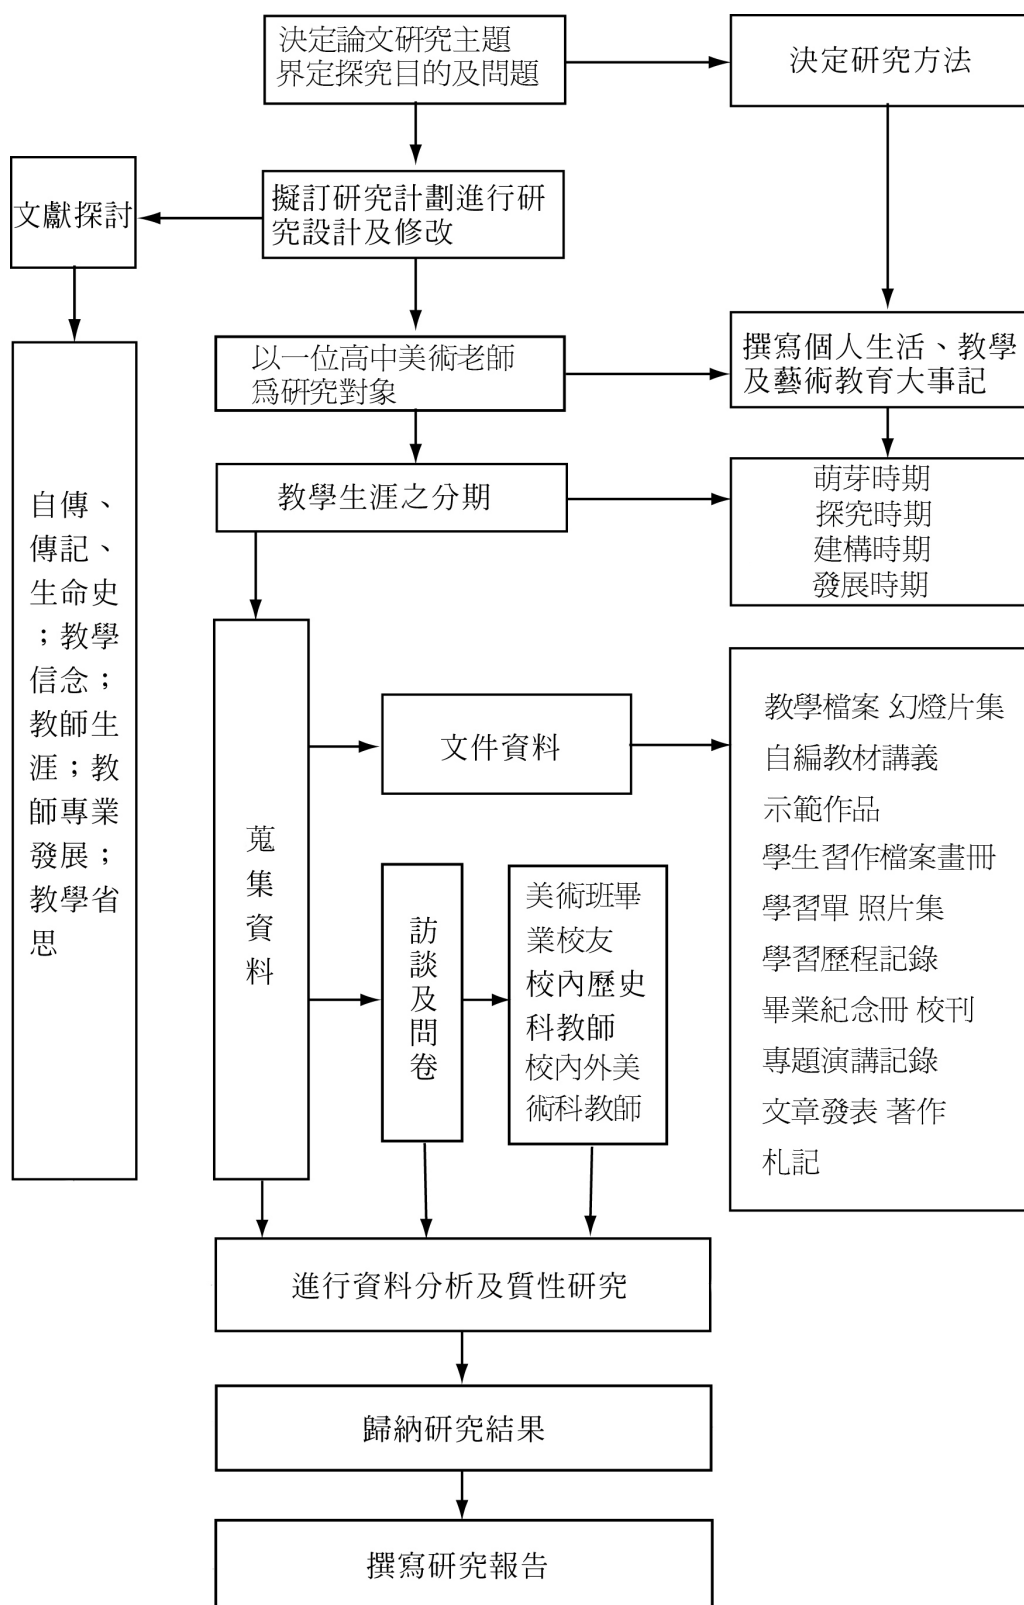 決定論文研究主題
界定探究目的及問題
決定研究方法
文獻探討
擬訂研究計劃進行研
究設計及修改
以一位高中美術老師
爲研究對象
撰寫個人生活、教學
及藝術教育大事記
教學生涯之分期
萌芽時期
探究時期
建構時期
發展時期
自傳、
傳記、
生命史
；教學
信念；
教師生
涯；教
師專業
發展；
教學省
思
蒐集資料
文件資料
教學檔案 幻燈片集
自編教材講義
示範作品
學生習作檔案畫冊
學習單 照片集
學習歷程記錄
畢業紀念冊 校刊
專題演講記錄
文章發表 著作
札記
訪談及問卷
美術班畢
業校友
校內歷史
科教師
校內外美
術科教師
進行資料分析及質性研究
歸納研究結果
撰寫研究報告